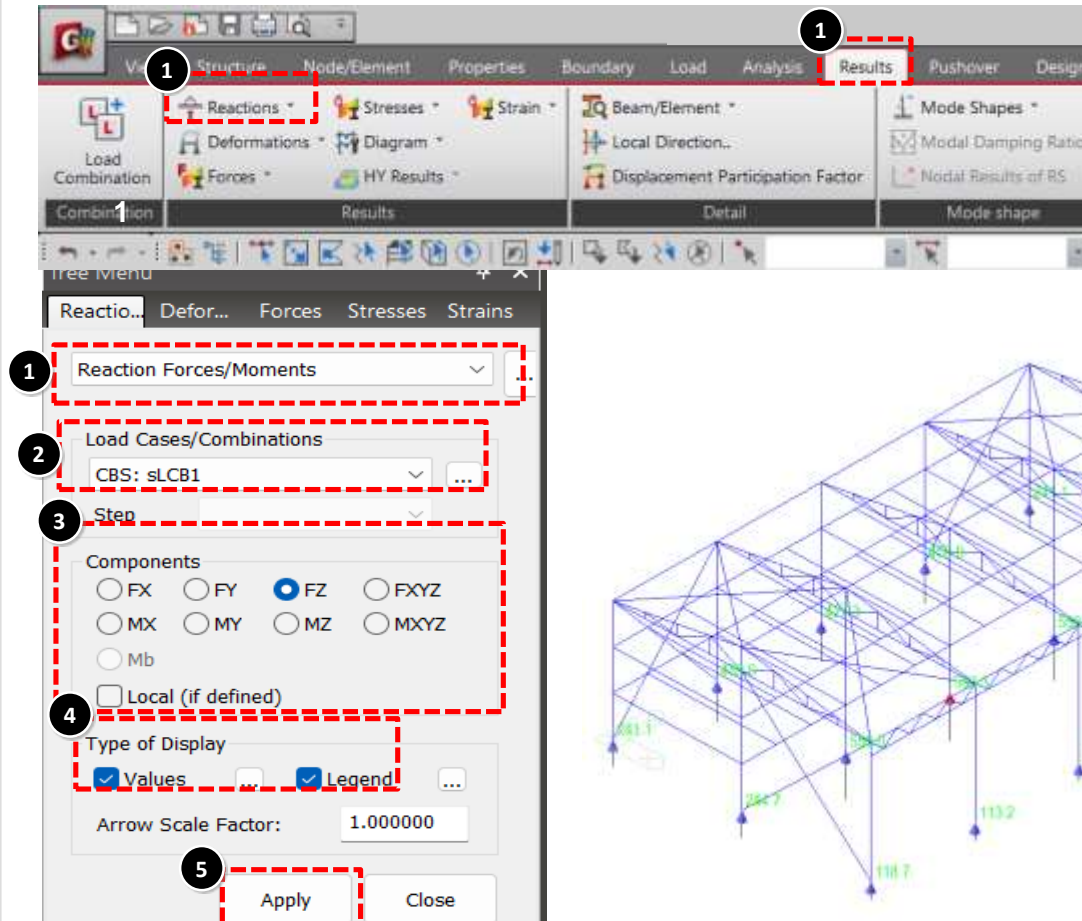 1
View Structure Node/Element Properties Boundary Load Analysis Results Pushover Design
1
Load
Combination
Reactions
Deformations
Forces
Stresses
Diagram
HY Results
Strain
Beam/Element
Local Direction..
Displacement Participation Factor
Mode Shapes
Modal Damping Ratio
Nodal Results of RS
Combination Results Detail Mode shape
1
Tree Menu
Reactio... Defor... Forces Stresses Strains
1
Reaction Forces/Moments ...
2
Load Cases/Combinations
CBS: sLCB1 ...
3
Step
Components
FX FY FZ FXYZ
MX MY MZ MXYZ
Mb
Local (if defined)
4
Type of Display
Values ... Legend ...
Arrow Scale Factor: 1.000000
5
Apply Close
113.2
118.7